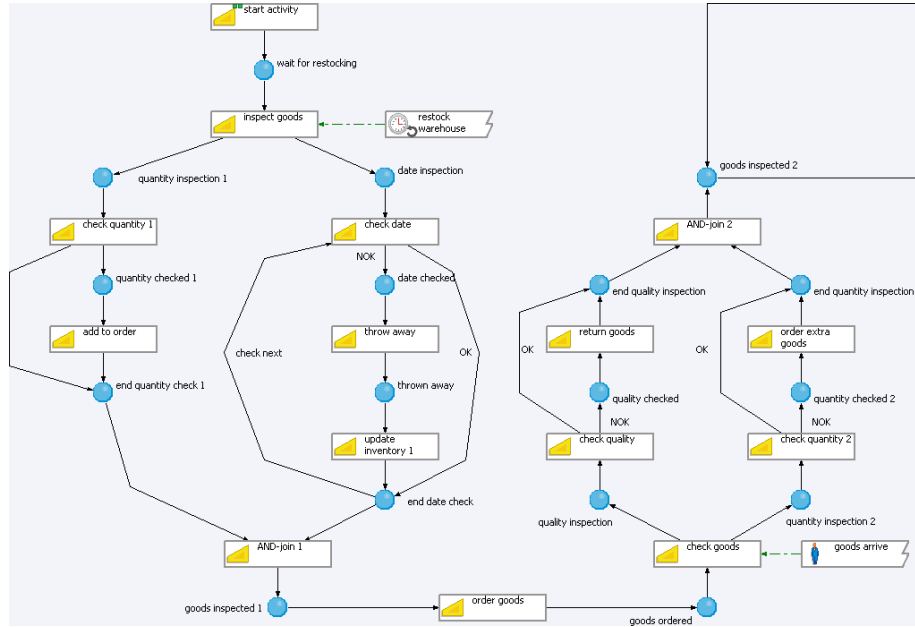 start activity
wait for restocking
inspect goods
restock
warehouse
quantity inspection 1
date inspection
goods inspected 2
check quantity 1
check date
AND-join 2
NOK
quantity checked 1
date checked
end quality inspection
end quantity inspection
add to order
throw away
return goods
order extra
goods
check next
OK
OK
OK
end quantity check 1
thrown away
quality checked
quantity checked 2
NOK
NOK
update
inventory 1
check quality
check quantity 2
end date check
quality inspection
quantity inspection 2
AND-join 1
check goods
goods arrive
goods inspected 1
order goods
goods ordered